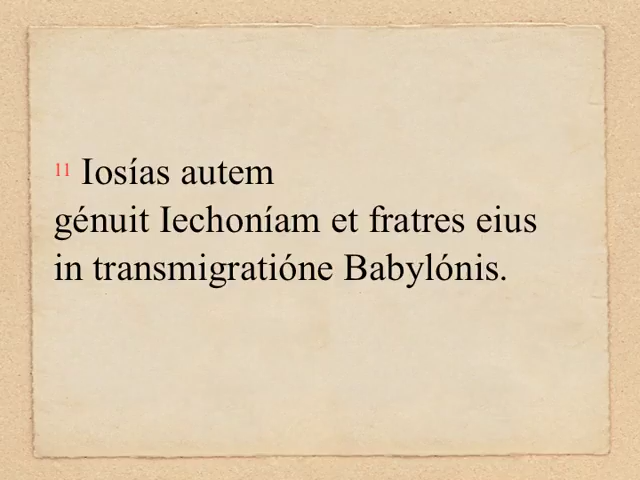 11 Iosías autem
génuit Iechoníam et fratres eius
in transmigratióne Babylónis.